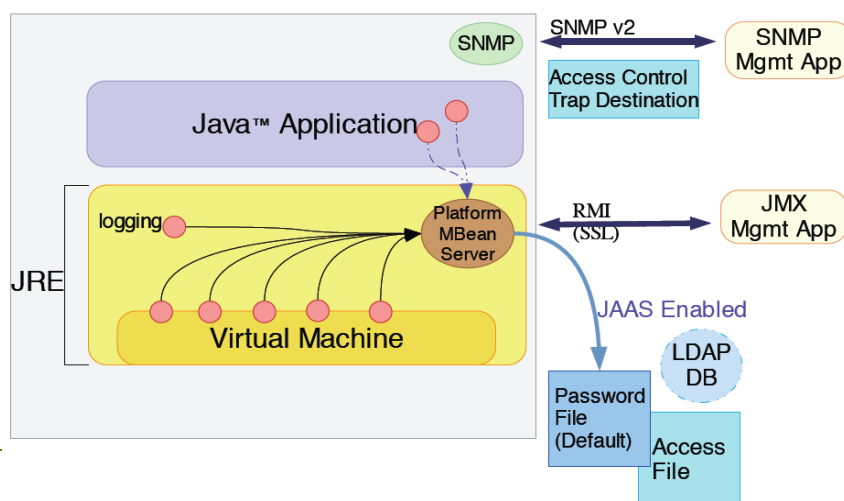 SNMP
SNMP v2
SNMP
Mgmt App
Access Control
Trap Destination
Java™ Application
logging
Platform
MBean
Server
RMI
(SSL)
JMX
Mgmt App
JRE
JAAS Enabled
Virtual Machine
LDAP
DB
Password
File
(Default)
Access
File